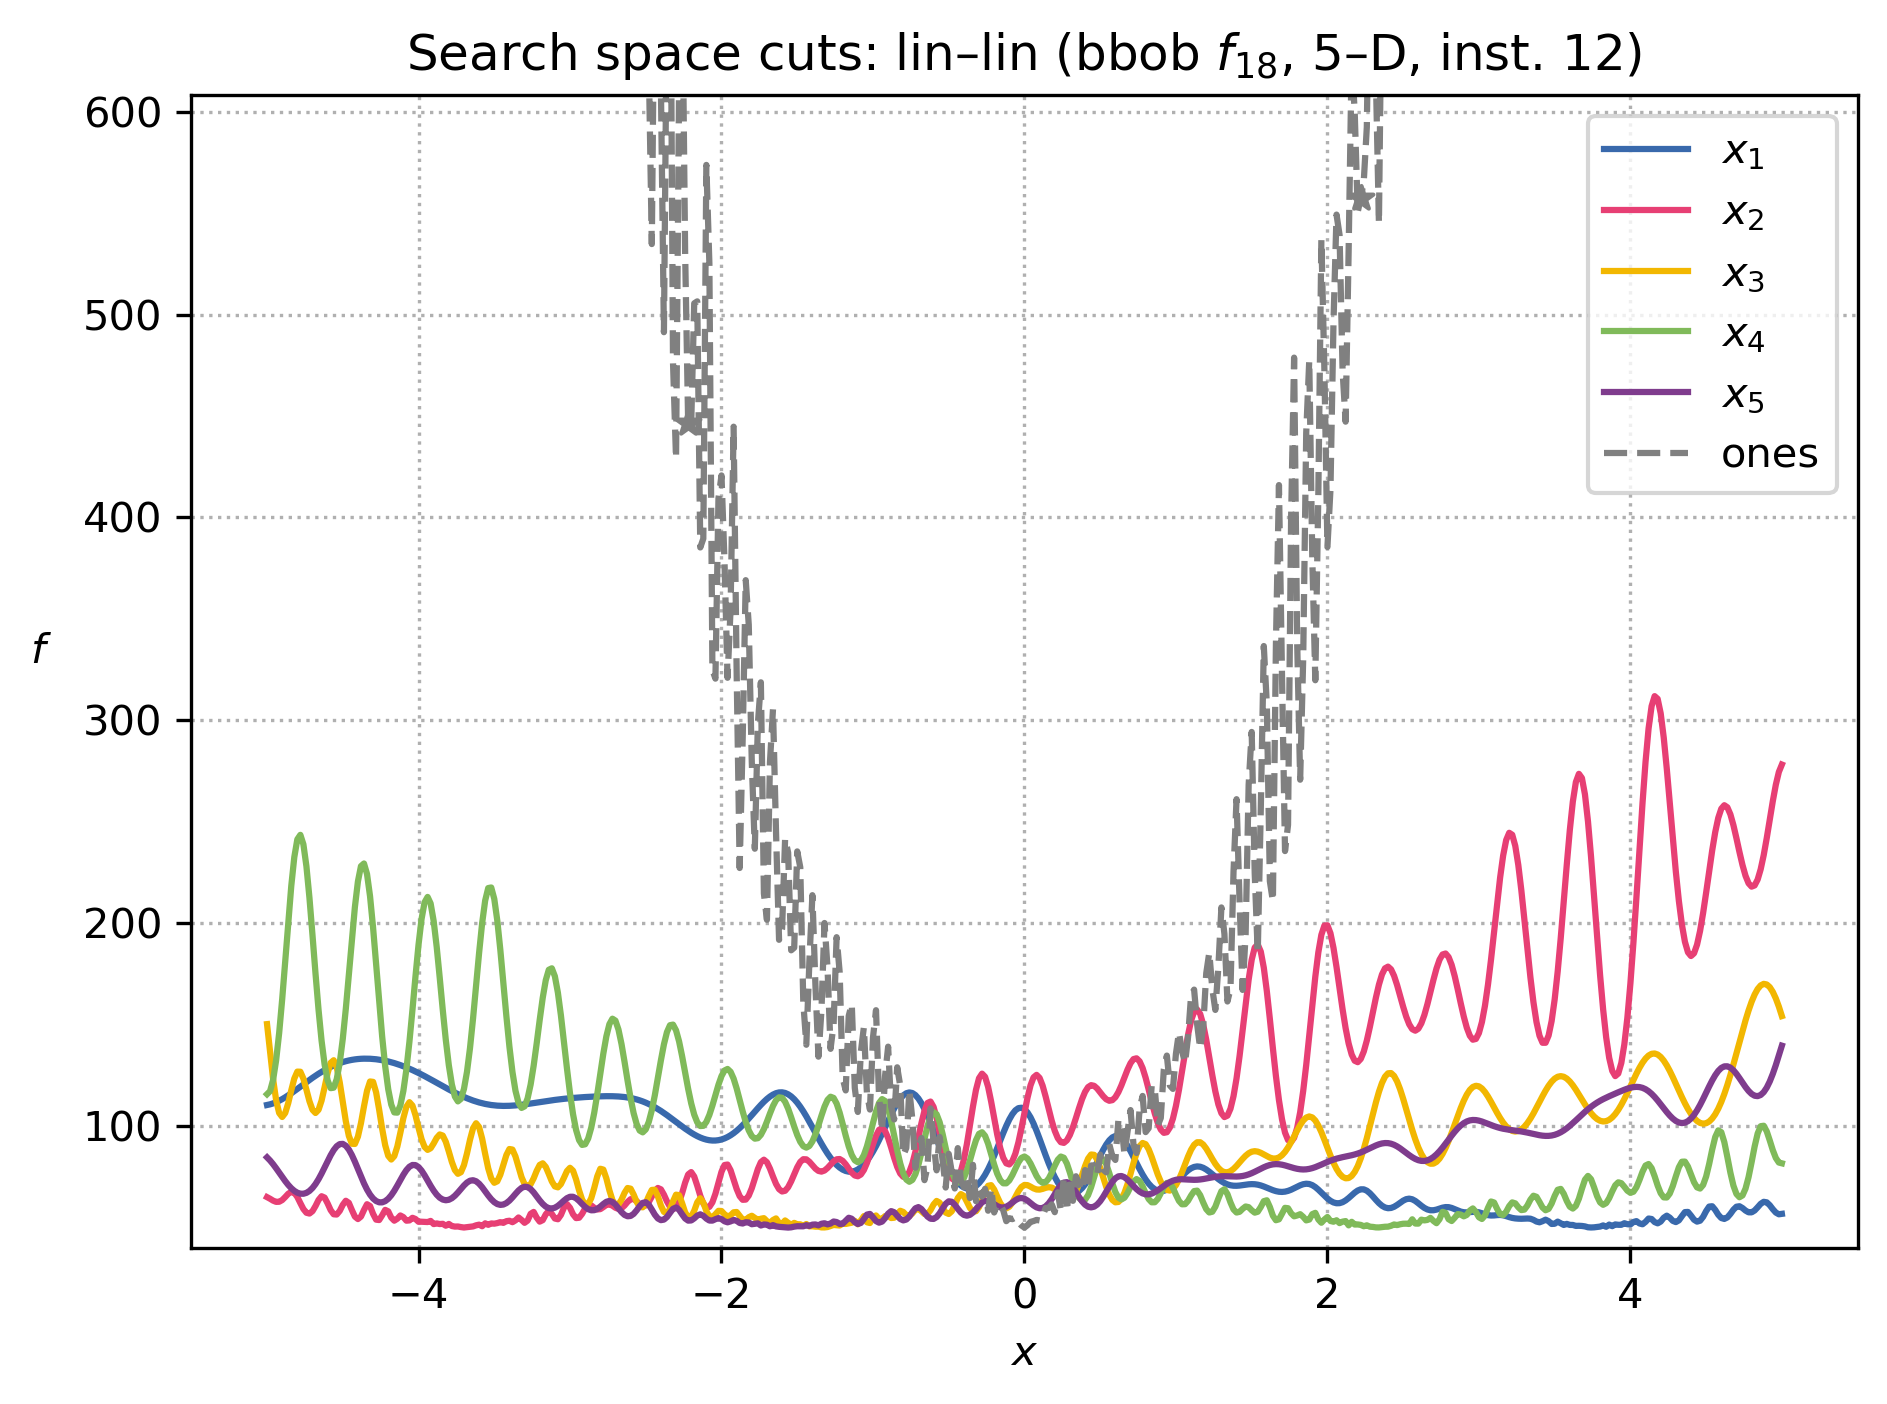 Search space cuts: lin–lin (bbob f₁₈, 5–D, inst. 12)
600
500
400
300
200
100
f
−4
−2
0
2
4
x
x₁
x₂
x₃
x₄
x₅
ones